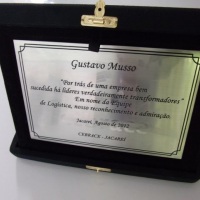 Gustavo Musso
"Por trás de uma empresa bem
sucedida há líderes verdadeiramente transformadores"
Em nome da Equipe
de Logística, nosso reconhecimento e admiração.
Jacareí, Agosto de 2012
CEBRACE - JACAREÍ